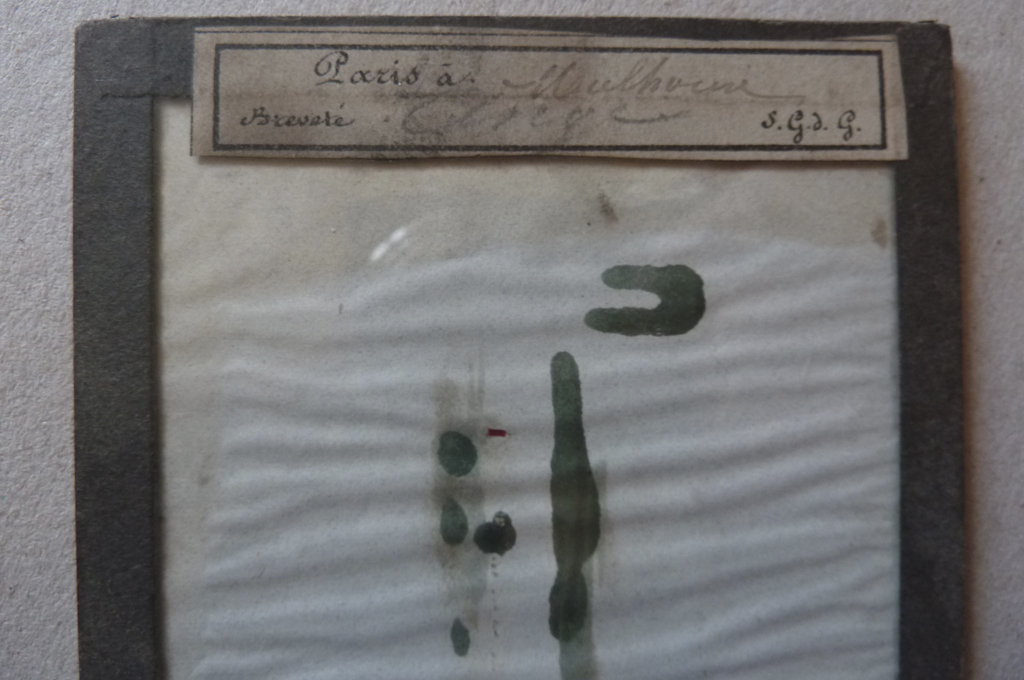 Paris à Mulhouse
Breveté S.G.d.G.